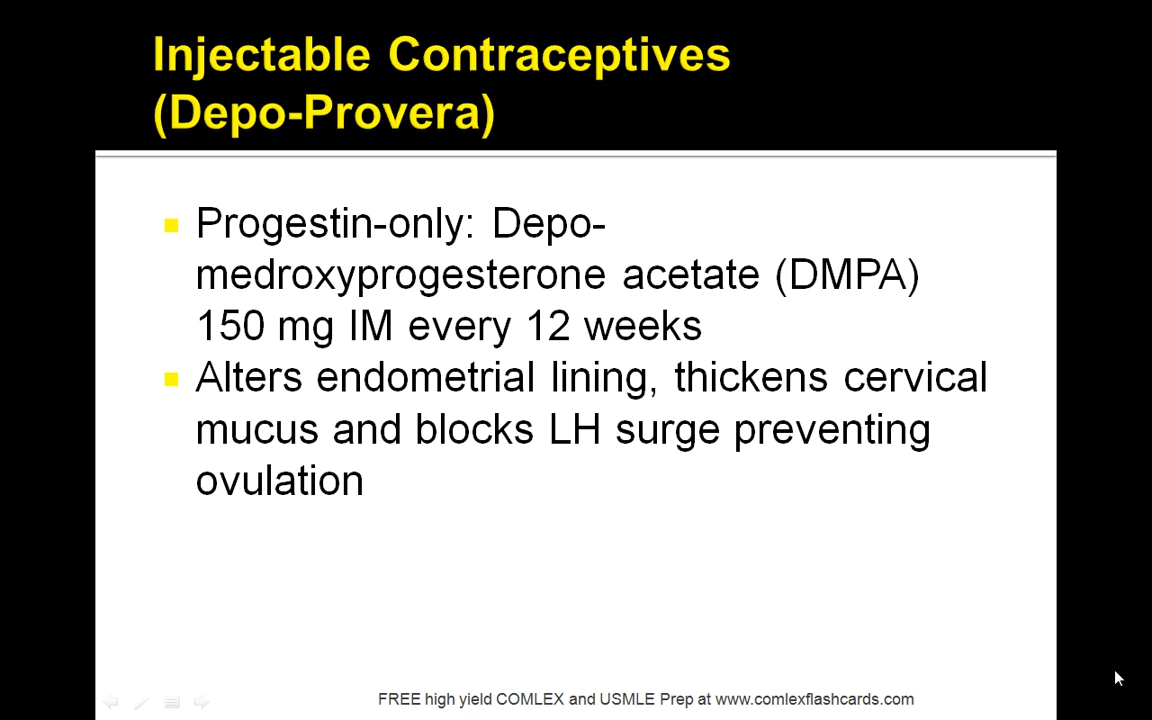 Injectable Contraceptives
(Depo-Provera)
Progestin-only: Depo-
medroxyprogesterone acetate (DMPA)
150 mg IM every 12 weeks
Alters endometrial lining, thickens cervical
mucus and blocks LH surge preventing
ovulation
FREE high yield COMLEX and USMLE Prep at www.comlexflashcards.com